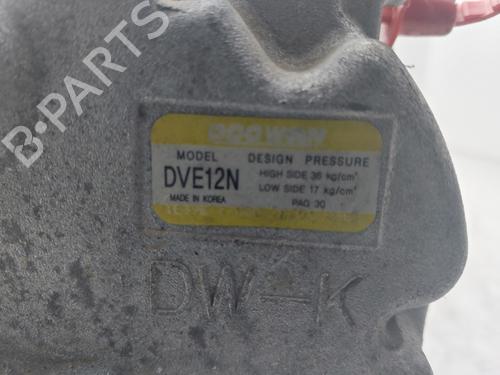 DOOWON
MODEL DESIGN PRESSURE
DVE12N
HIGH SIDE 36 kg/cm²
LOW SIDE 17 kg/cm²
MADE IN KOREA
PAG 30
DW-K
B-PARTS